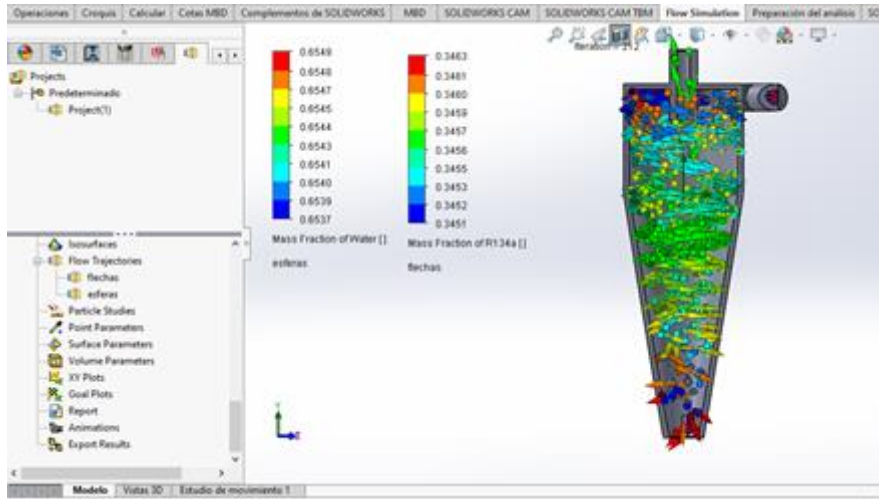 Operaciones Croquis Calcular Cotas MBD Complementos de SOLIDWORKS MBD SOLIDWORKS CAM SOLIDWORKS CAM TBM Flow Simulation Preparación del análisis SO
Iteration = 212
Projects
Predeterminado
Project(1)
Isosurfaces
Flow Trajectories
flechas
esferas
Particle Studies
Point Parameters
Surface Parameters
Volume Parameters
XY Plots
Goal Plots
Report
Animations
Export Results
0.6549
0.6548
0.6547
0.6545
0.6544
0.6543
0.6541
0.6540
0.6539
0.6537
Mass Fraction of Water []
esferas
0.3463
0.3461
0.3460
0.3459
0.3457
0.3456
0.3455
0.3453
0.3452
0.3451
Mass Fraction of R134a []
flechas
Modelo Vistas 3D Estudio de movimiento 1